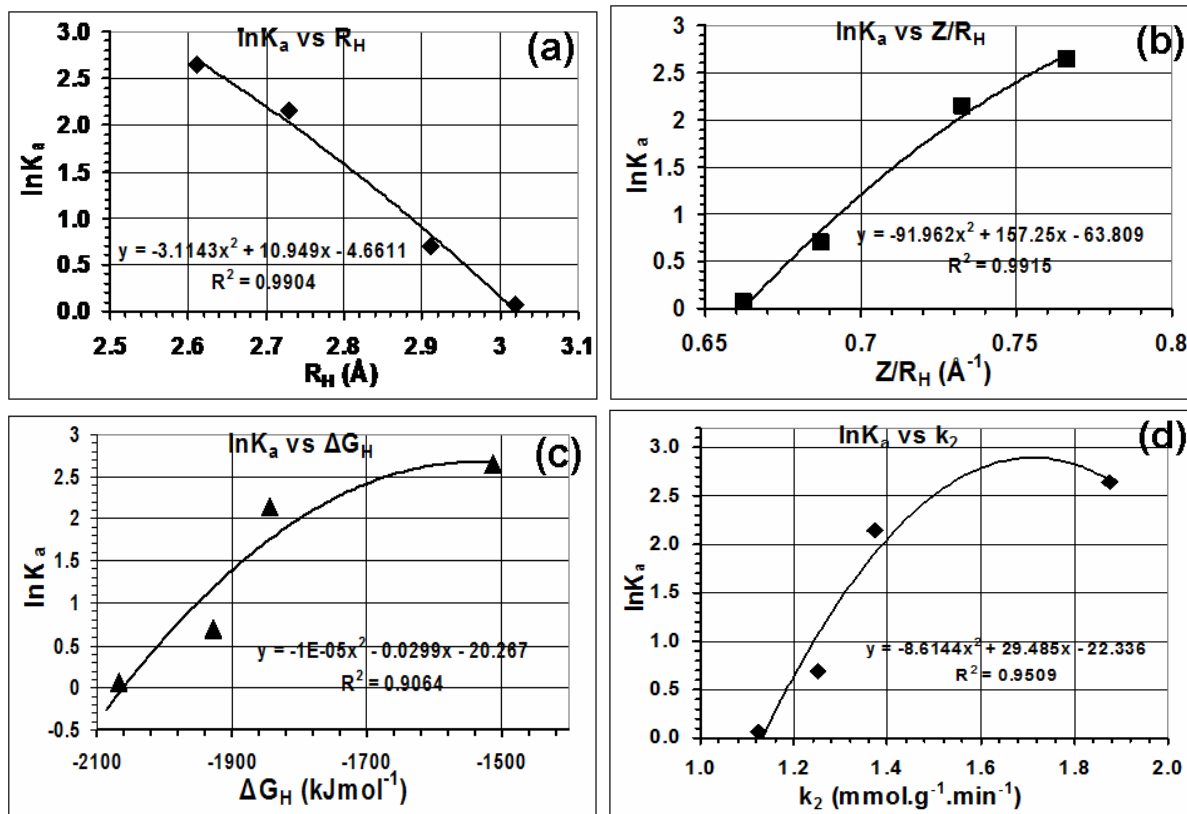 lnKₐ vs R_H
(a)
3.0
2.5
2.0
1.5
1.0
0.5
0.0
lnKₐ
y = -3.1143x² + 10.949x - 4.6611
R² = 0.9904
2.5 2.6 2.7 2.8 2.9 3.0 3.1
R_H (Å)
lnKₐ vs Z/R_H
(b)
3
2.5
2
1.5
1
0.5
0
lnKₐ
y = -91.962x² + 157.25x - 63.809
R² = 0.9915
0.65 0.7 0.75 0.8
Z/R_H (Å⁻¹)
lnKₐ vs ΔG_H
(c)
3
2.5
2
1.5
1
0.5
0
-0.5
lnKₐ
y = -1E-05x² - 0.0299x - 20.267
R² = 0.9064
-2100 -1900 -1700 -1500
ΔG_H (kJmol⁻¹)
lnKₐ vs k₂
(d)
3.0
2.5
2.0
1.5
1.0
0.5
0.0
lnKₐ
y = -8.6144x² + 29.485x - 22.336
R² = 0.9509
1.0 1.2 1.4 1.6 1.8 2.0
k₂ (mmol.g⁻¹.min⁻¹)